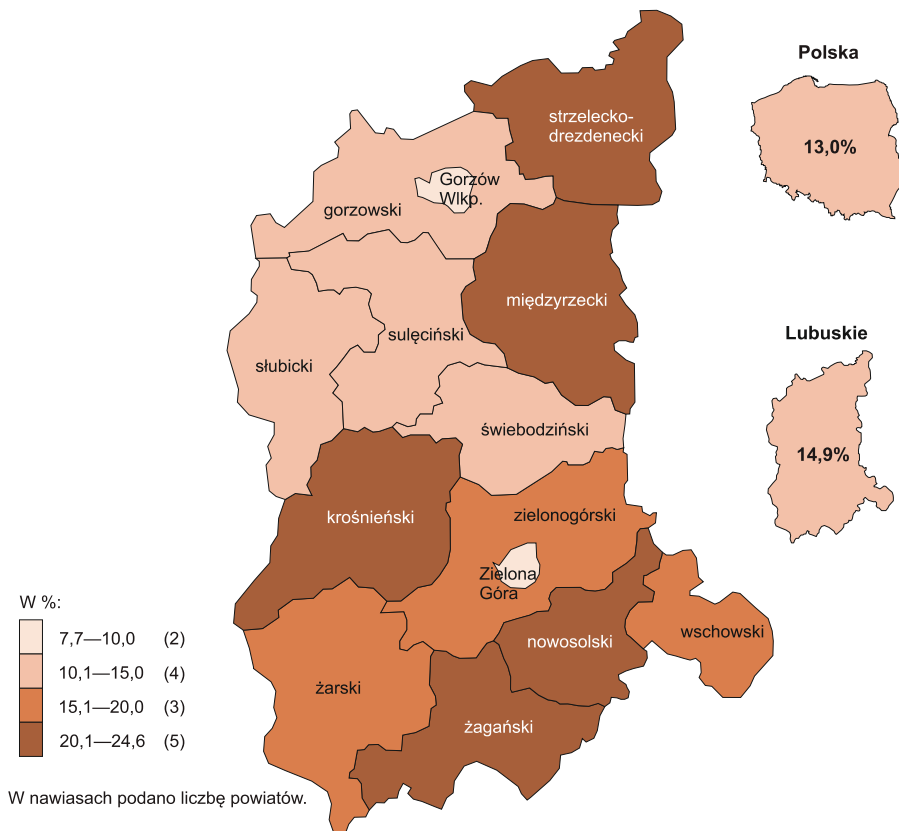 Polska
13,0%
strzelecko-
drezdenecki
Gorzów
Wlkp.
gorzowski
międzyrzecki
sulęciński
słubicki
Lubuskie
14,9%
świebodziński
krośnieński
zielonogórski
Zielona
Góra
wschowski
nowosolski
żarski
żagański
W %:
7,7—10,0 (2)
10,1—15,0 (4)
15,1—20,0 (3)
20,1—24,6 (5)
W nawiasach podano liczbę powiatów.